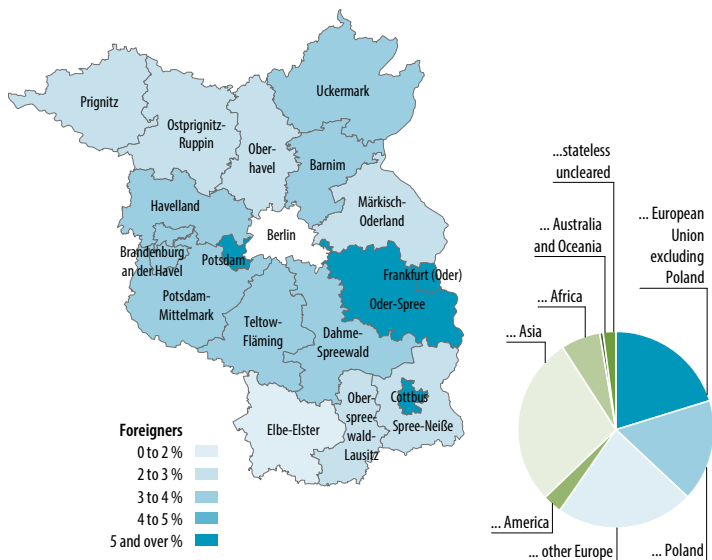 Prignitz
Ostprignitz-
Ruppin
Ober-
havel
Uckermark
Barnim
Havelland
Märkisch-
Oderland
Berlin
Brandenburg
an der Havel
Potsdam
Frankfurt (Oder)
Oder-Spree
Potsdam-
Mittelmark
Teltow-
Fläming
Dahme-
Spreewald
Elbe-Elster
Ober-
spree-
wald-
Lausitz
Cottbus
Spree-Neiße
Foreigners
0 to 2 %
2 to 3 %
3 to 4 %
4 to 5 %
5 and over %
...stateless
uncleared
... Australia
and Oceania
... Africa
... Asia
... European
Union
excluding
Poland
... America
... other Europe
... Poland